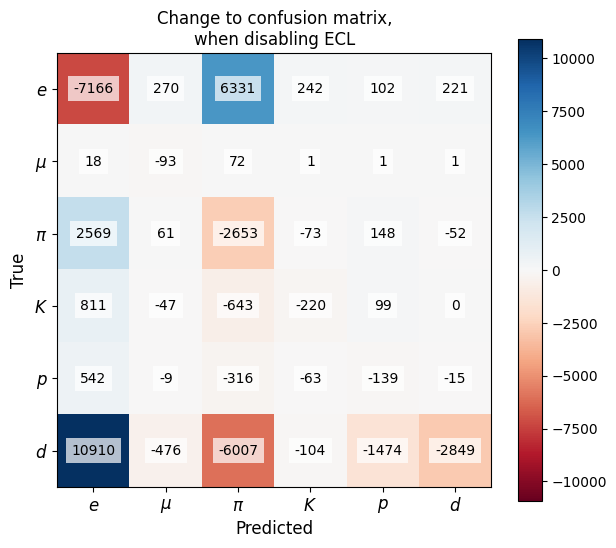 Change to confusion matrix,
when disabling ECL
e -7166 270 6331 242 102 221
μ 18 -93 72 1 1 1
π 2569 61 -2653 -73 148 -52
K 811 -47 -643 -220 99 0
p 542 -9 -316 -63 -139 -15
d 10910 -476 -6007 -104 -1474 -2849
e μ π K p d
Predicted
True
10000
7500
5000
2500
0
−2500
−5000
−7500
−10000